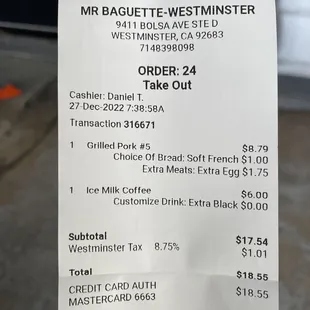 MR BAGUETTE-WESTMINSTER
9411 BOLSA AVE STE D
WESTMINSTER, CA 92683
7148398098
ORDER: 24
Take Out
Cashier: Daniel T.
27-Dec-2022 7:38:58A
Transaction 316671
1 Grilled Pork #5 $8.79
Choice Of Bread: Soft French $1.00
Extra Meats: Extra Egg $1.75
1 Ice Milk Coffee $6.00
Customize Drink: Extra Black $0.00
Subtotal $17.54
Westminster Tax 8.75% $1.01
Total $18.55
CREDIT CARD AUTH $18.55
MASTERCARD 6663